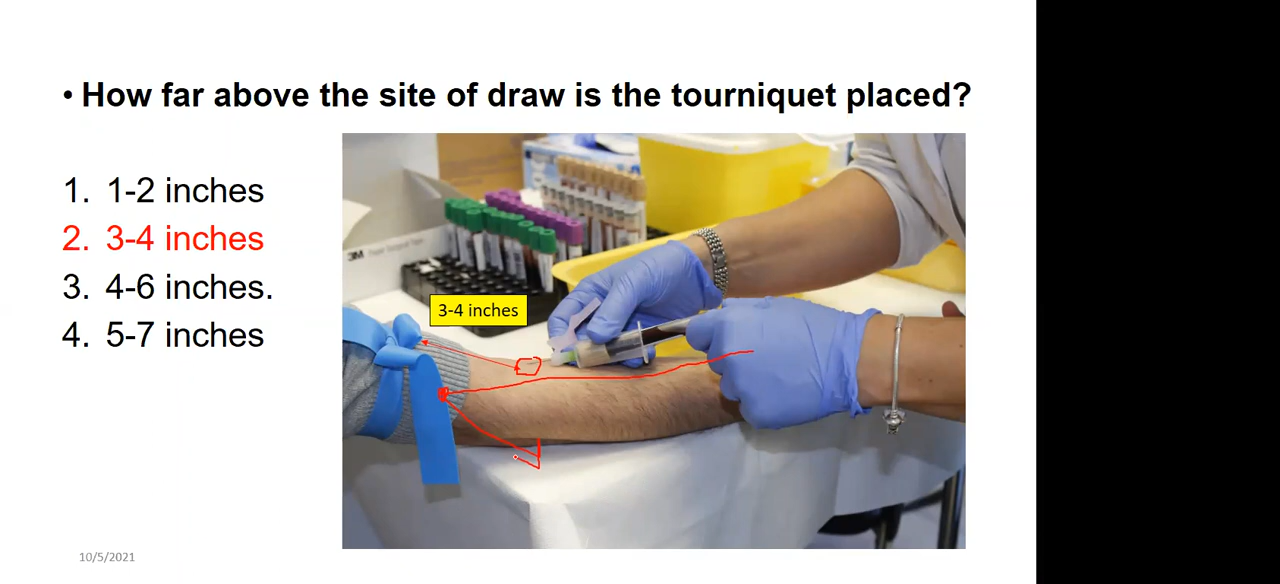 • How far above the site of draw is the tourniquet placed?
1. 1-2 inches
2. 3-4 inches
3. 4-6 inches.
4. 5-7 inches
3-4 inches
3M
10/5/2021